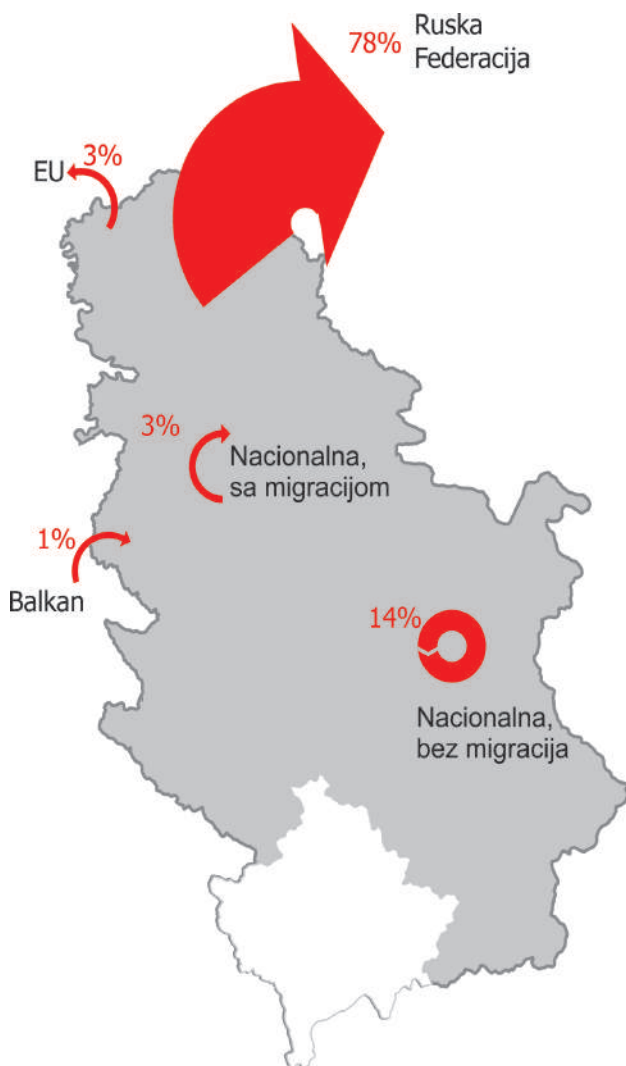 78%
Ruska
Federacija
3%
EU
3%
Nacionalna,
sa migracijom
1%
Balkan
14%
Nacionalna,
bez migracija